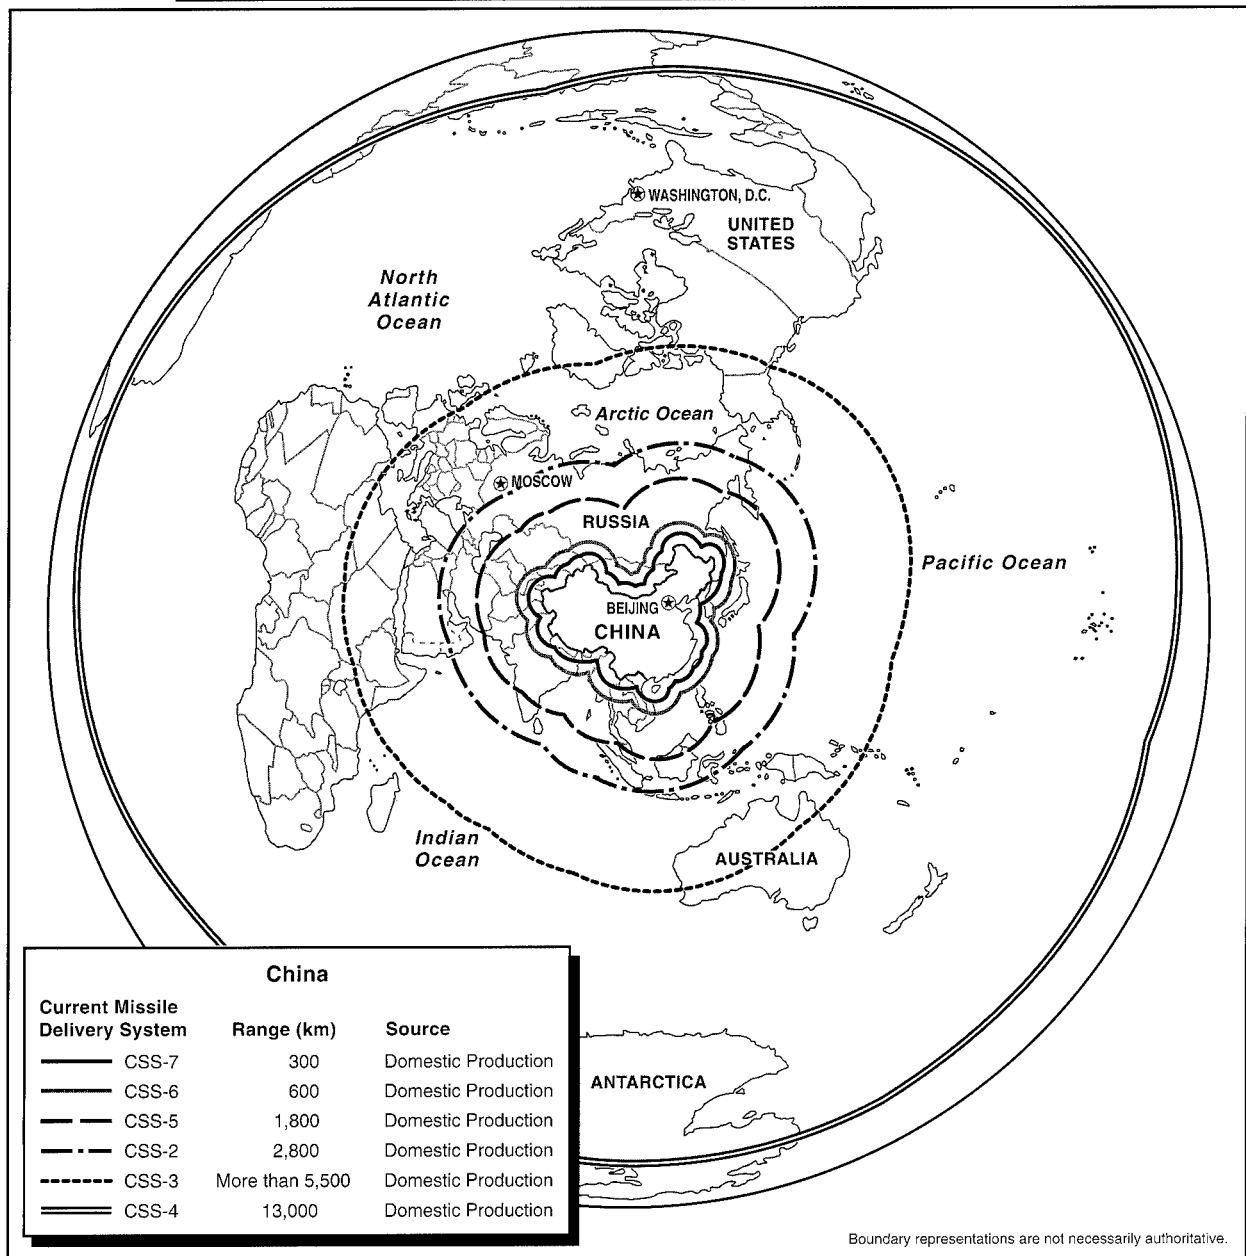 WASHINGTON, D.C.
UNITED
STATES
North
Atlantic
Ocean
Arctic Ocean
MOSCOW
RUSSIA
Pacific Ocean
BEIJING
CHINA
Indian
Ocean
AUSTRALIA
ANTARCTICA
China
Current Missile
Delivery System Range (km) Source
CSS-7 300 Domestic Production
CSS-6 600 Domestic Production
CSS-5 1,800 Domestic Production
CSS-2 2,800 Domestic Production
CSS-3 More than 5,500 Domestic Production
CSS-4 13,000 Domestic Production
Boundary representations are not necessarily authoritative.